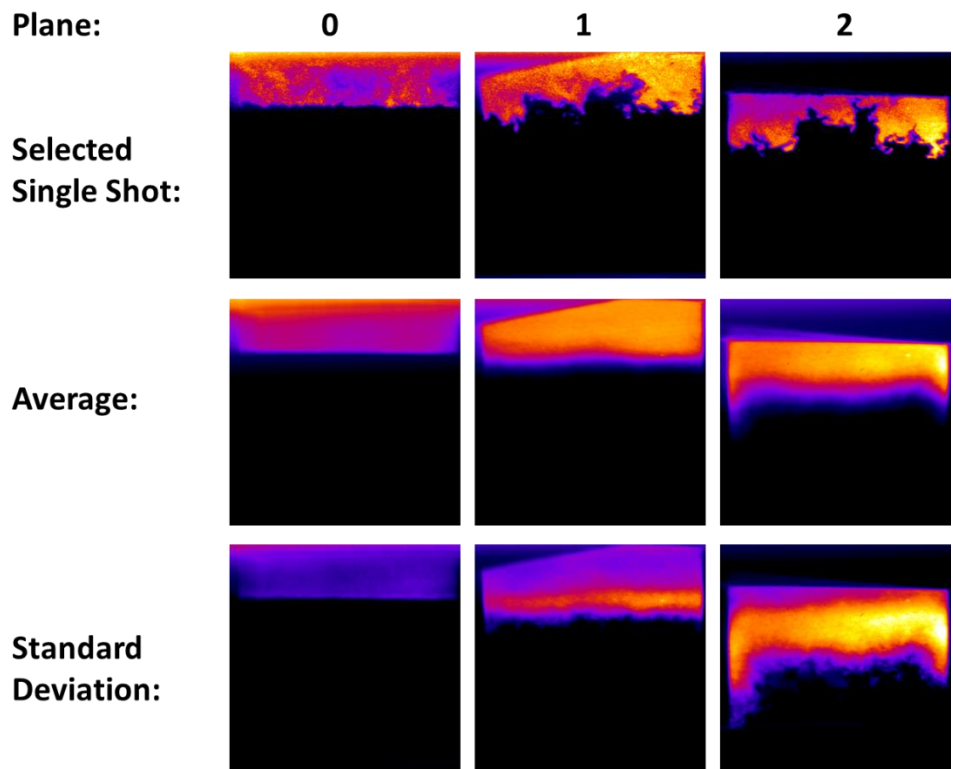 Plane: 0 1 2
Selected
Single Shot:
Average:
Standard
Deviation: